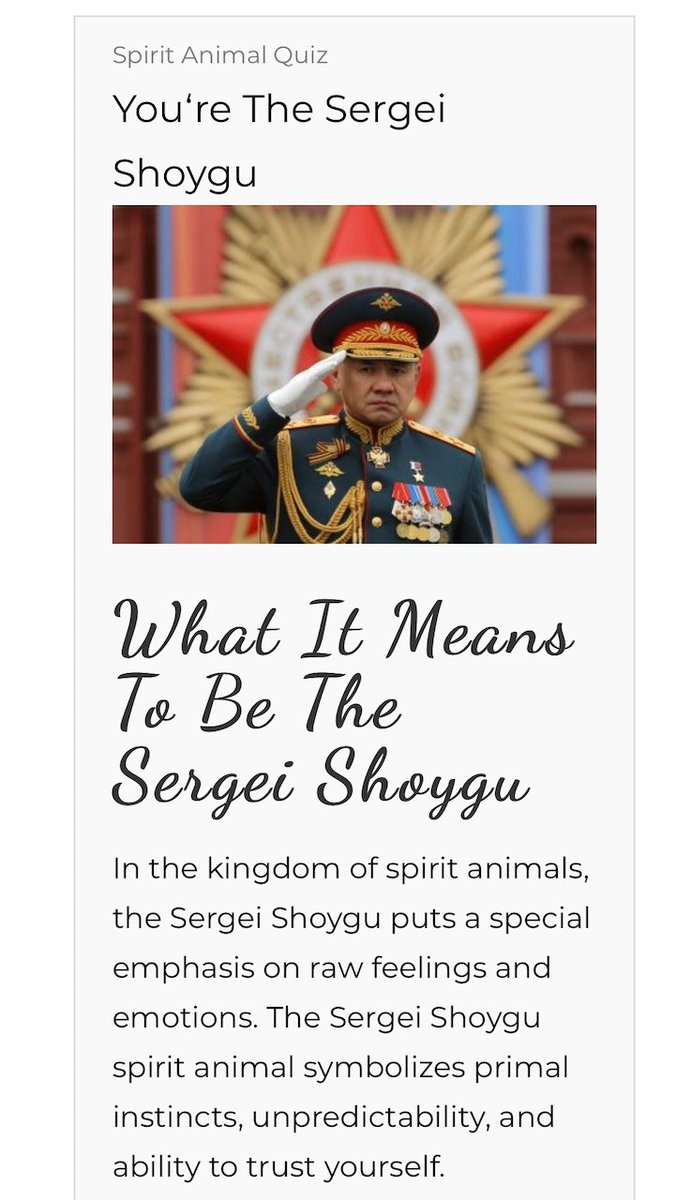 Spirit Animal Quiz
You‘re The Sergei
Shoygu
What It Means
To Be The
Sergei Shoygu
In the kingdom of spirit animals,
the Sergei Shoygu puts a special
emphasis on raw feelings and
emotions. The Sergei Shoygu
spirit animal symbolizes primal
instincts, unpredictability, and
ability to trust yourself.